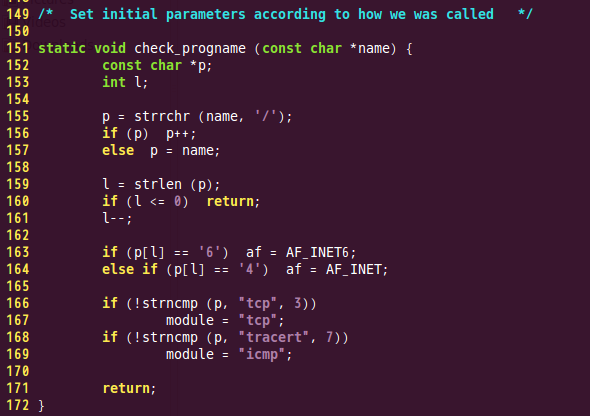 149 /*  Set initial parameters according to how we was called   */
150
151 static void check_progname (const char *name) {
152         const char *p;
153         int l;
154
155         p = strrchr (name, '/');
156         if (p)  p++;
157         else  p = name;
158
159         l = strlen (p);
160         if (l <= 0)  return;
161         l--;
162
163         if (p[l] == '6')  af = AF_INET6;
164         else if (p[l] == '4')  af = AF_INET;
165
166         if (!strncmp (p, "tcp", 3))
167                 module = "tcp";
168         if (!strncmp (p, "tracert", 7))
169                 module = "icmp";
170
171         return;
172 }